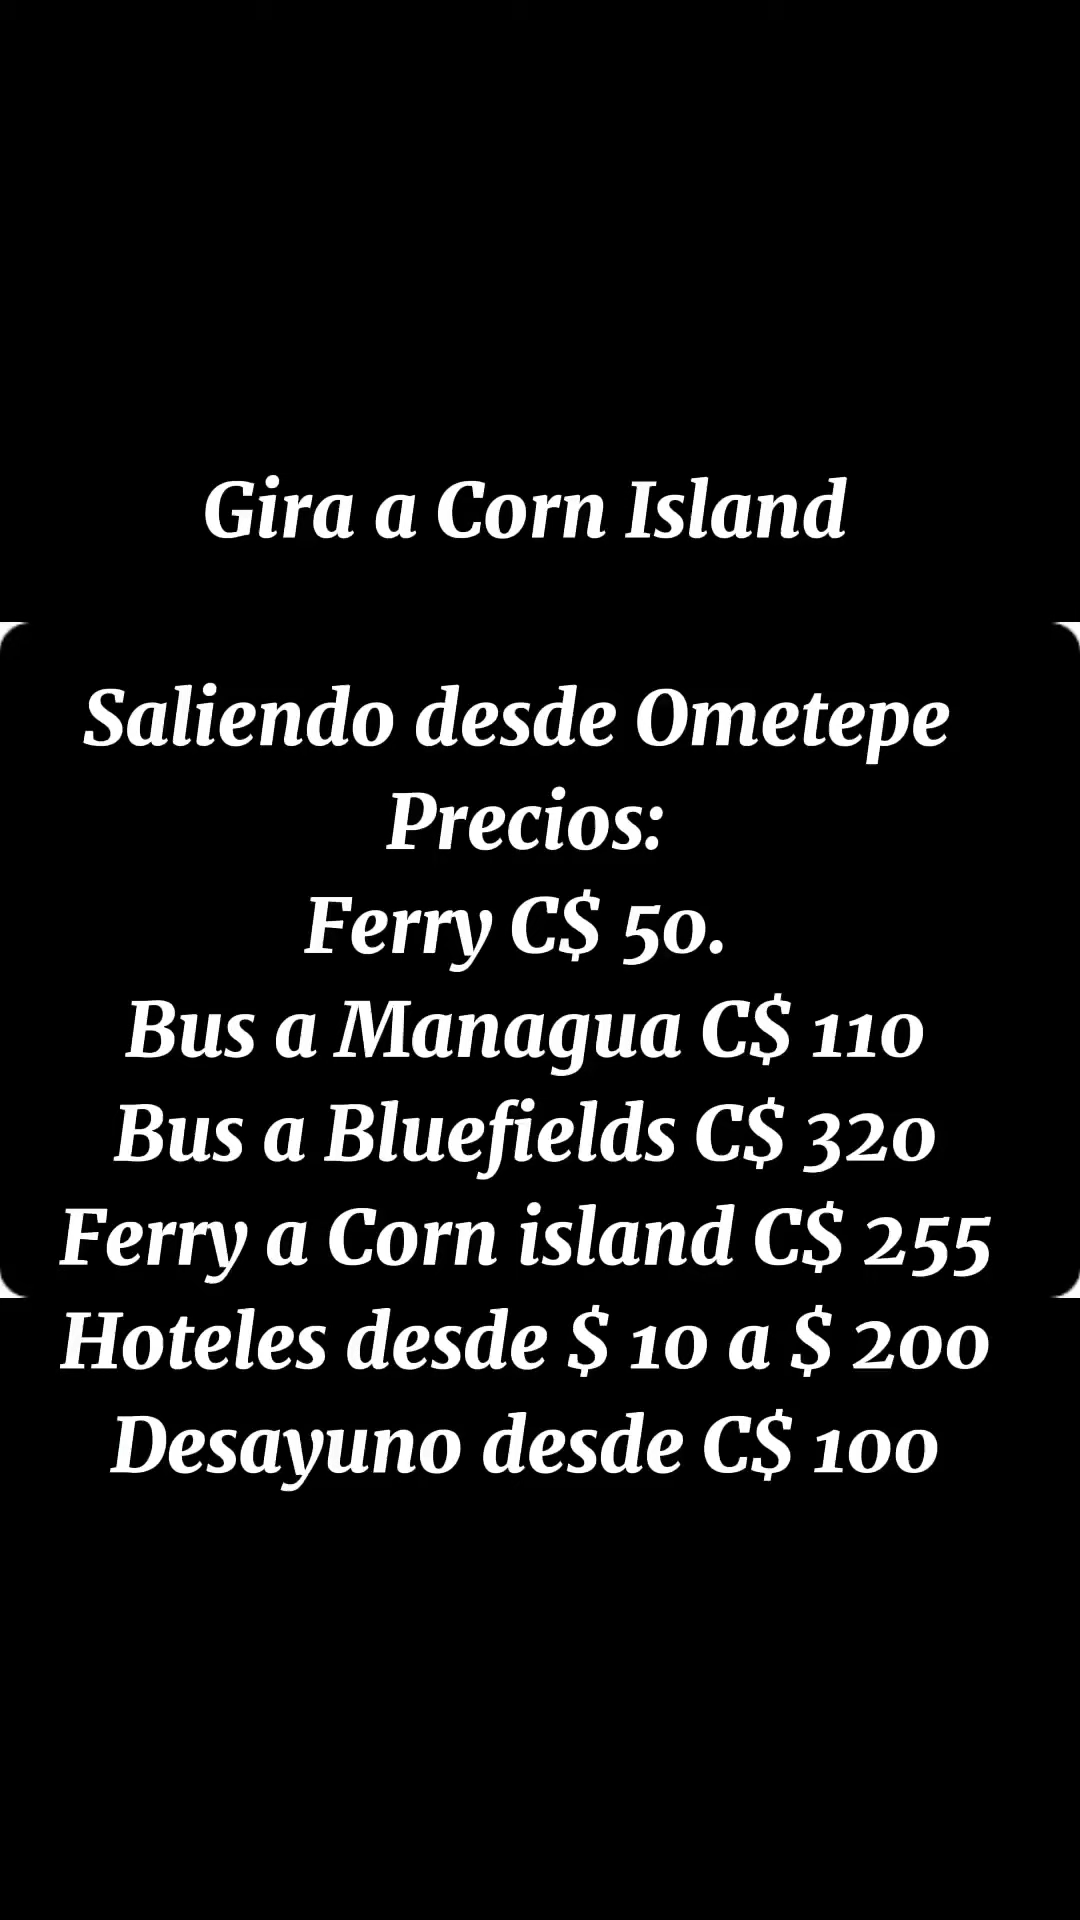 Gira a Corn Island
Saliendo desde Ometepe
Precios:
Ferry C$ 50.
Bus a Managua C$ 110
Bus a Bluefields C$ 320
Ferry a Corn island C$ 255
Hoteles desde $ 10 a $ 200
Desayuno desde C$ 100